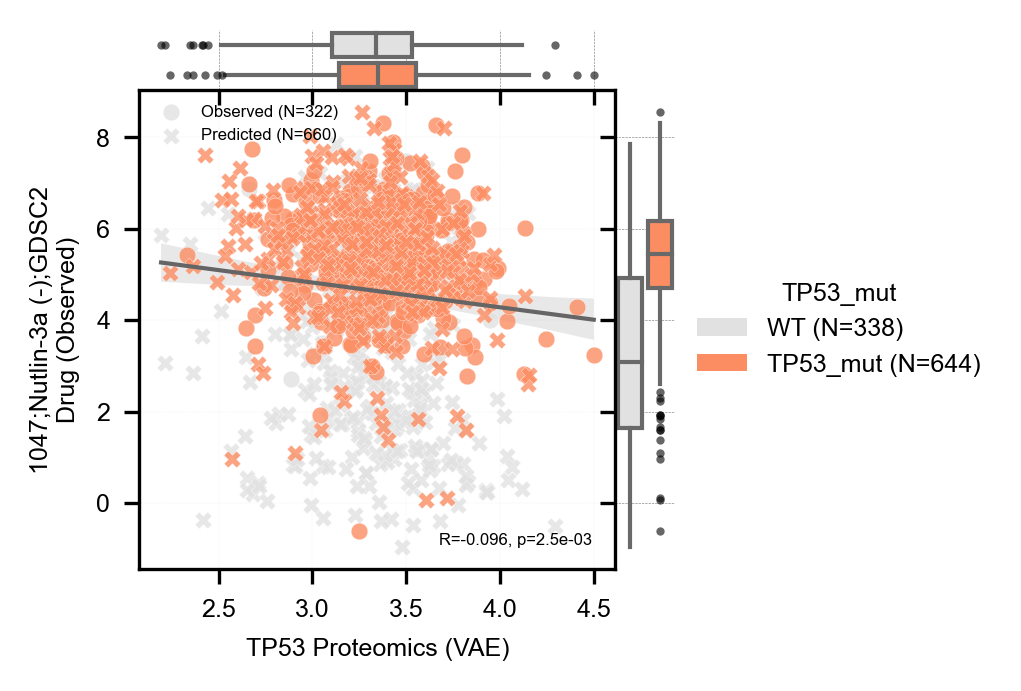 Observed (N=322)
Predicted (N=660)
8
6
4
2
0
1047;Nutlin-3a (-);GDSC2
Drug (Observed)
R=-0.096, p=2.5e-03
2.5 3.0 3.5 4.0 4.5
TP53 Proteomics (VAE)
TP53_mut
WT (N=338)
TP53_mut (N=644)